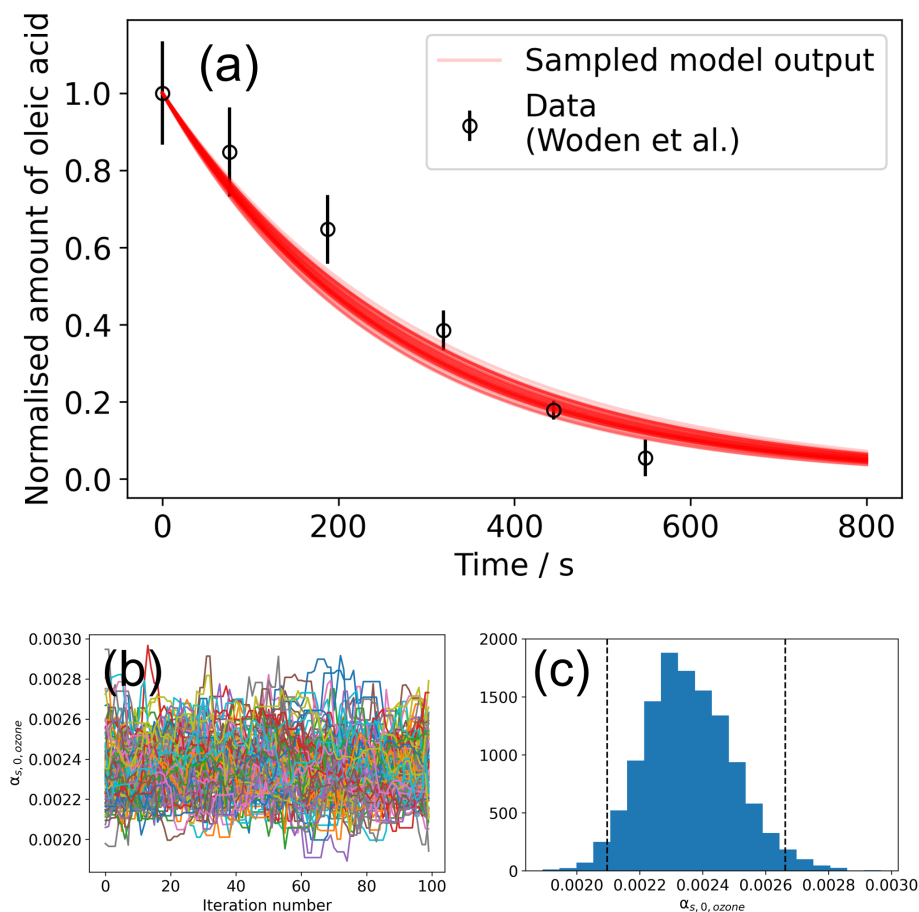 (a)
Normalised amount of oleic acid
1.0
0.8
0.6
0.4
0.2
0.0
Sampled model output
Data
(Woden et al.)
0 200 400 600 800
Time / s
(b)
α_{s, 0, ozone}
0.0030
0.0028
0.0026
0.0024
0.0022
0.0020
0 20 40 60 80 100
Iteration number
(c)
2000
1500
1000
500
0
0.0020 0.0022 0.0024 0.0026 0.0028 0.0030
α_{s, 0, ozone}